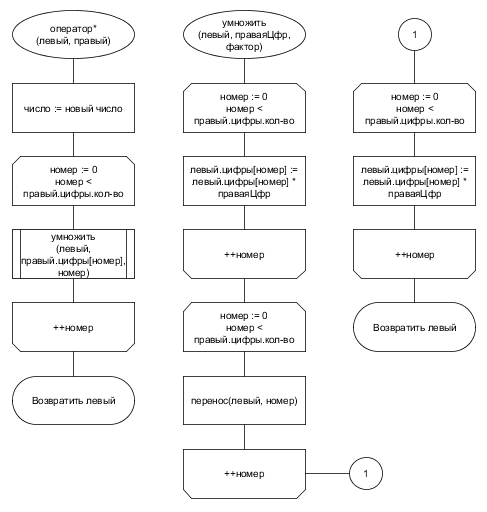 оператор*
(левый, правый)
число := новый число
номер := 0
номер <
правый.цифры.кол-во
умножить
(левый,
правый.цифры[номер],
номер)
++номер
Возвратить левый
умножить
(левый, праваяЦфр,
фактор)
номер := 0
номер <
правый.цифры.кол-во
левый.цифры[номер] :=
левый.цифры[номер] *
праваяЦфр
++номер
номер := 0
номер <
правый.цифры.кол-во
перенос(левый, номер)
++номер
1
1
номер := 0
номер <
правый.цифры.кол-во
левый.цифры[номер] :=
левый.цифры[номер] *
праваяЦфр
++номер
Возвратить левый